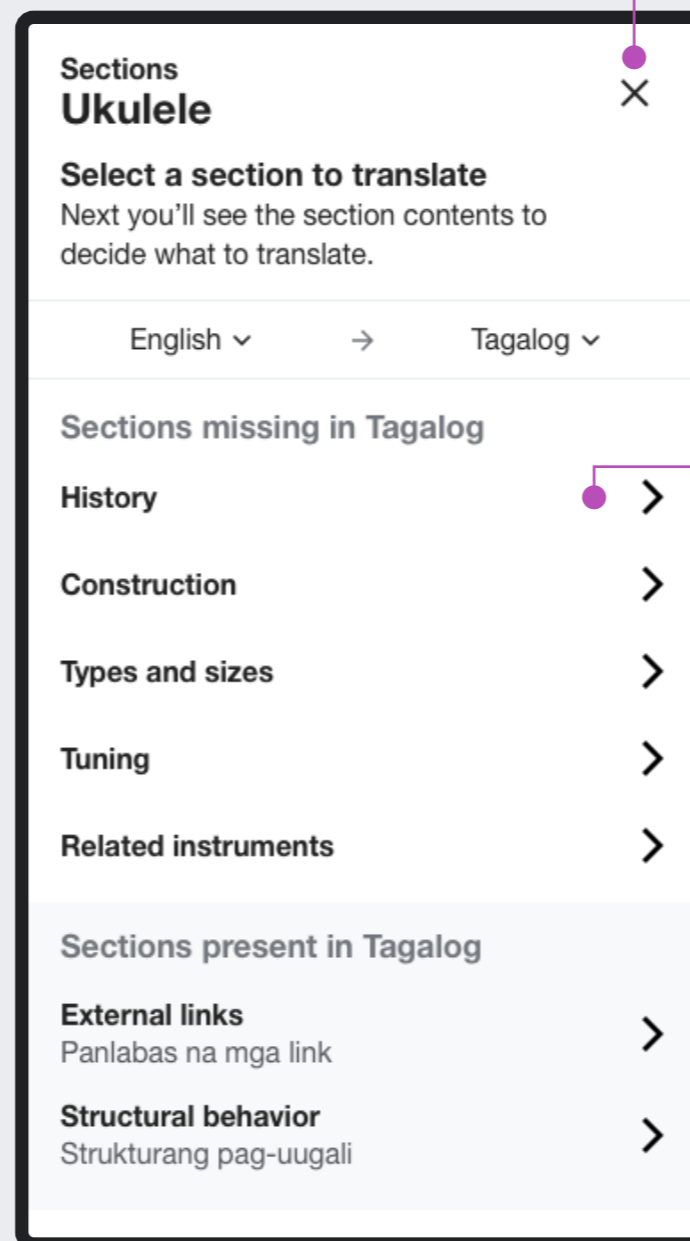 Sections
Ukulele
Select a section to translate
Next you’ll see the section contents to
decide what to translate.
English → Tagalog
Sections missing in Tagalog
History
Construction
Types and sizes
Tuning
Related instruments
Sections present in Tagalog
External links
Panlabas na mga link
Structural behavior
Strukturang pag-uugali